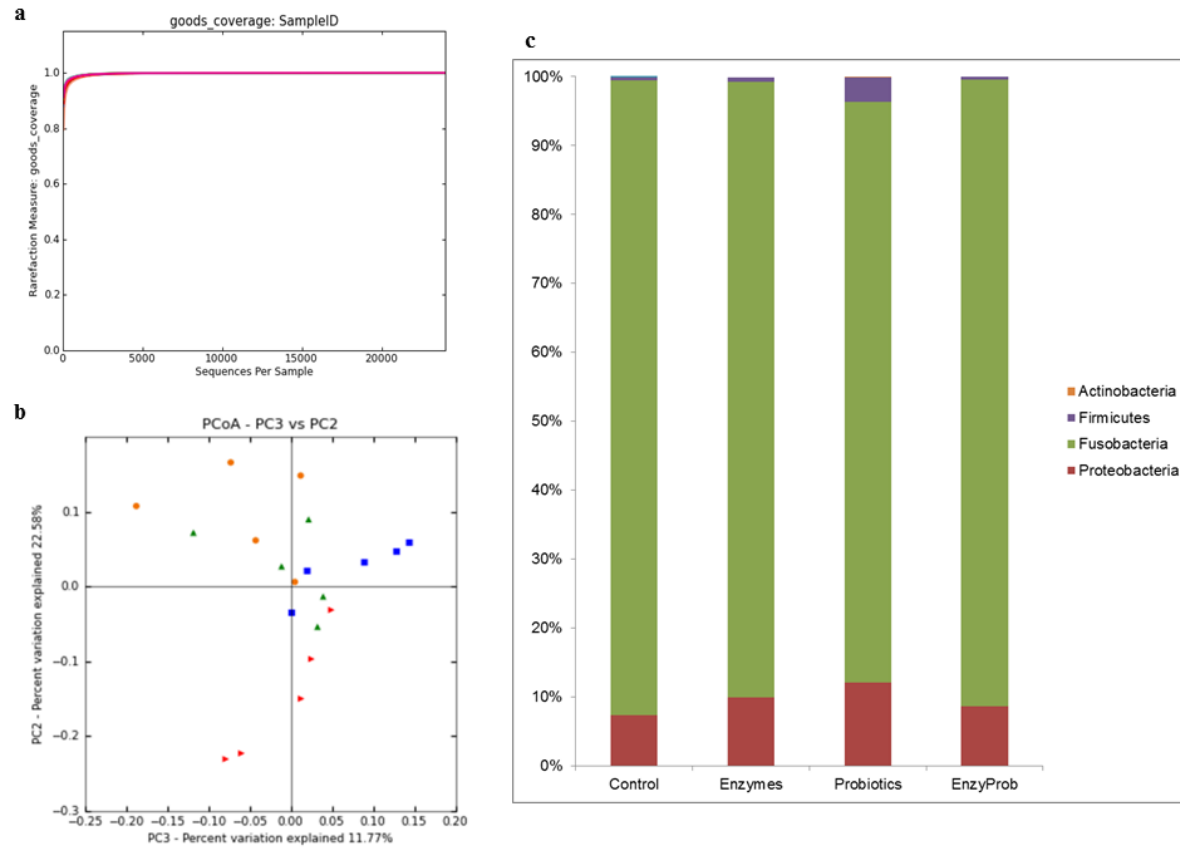 a
goods_coverage: SampleID
Rarefaction Measure: goods_coverage
1.0
0.8
0.6
0.4
0.2
1.0
0 5000 10000 15000 20000
Sequences Per Sample
b
PCoA - PC3 vs PC2
PC2 - Percent variation explained 22.58%
0.1
0.0
−0.1
−0.2
−0.3
−0.25 −0.20 −0.15 −0.10 −0.05 0.00 0.05 0.10 0.15 0.20
PC3 - Percent variation explained 11.77%
c
100%
90%
80%
70%
60%
50%
40%
30%
20%
10%
0%
Control Enzymes Probiotics EnzyProb
Actinobacteria
Firmicutes
Fusobacteria
Proteobacteria